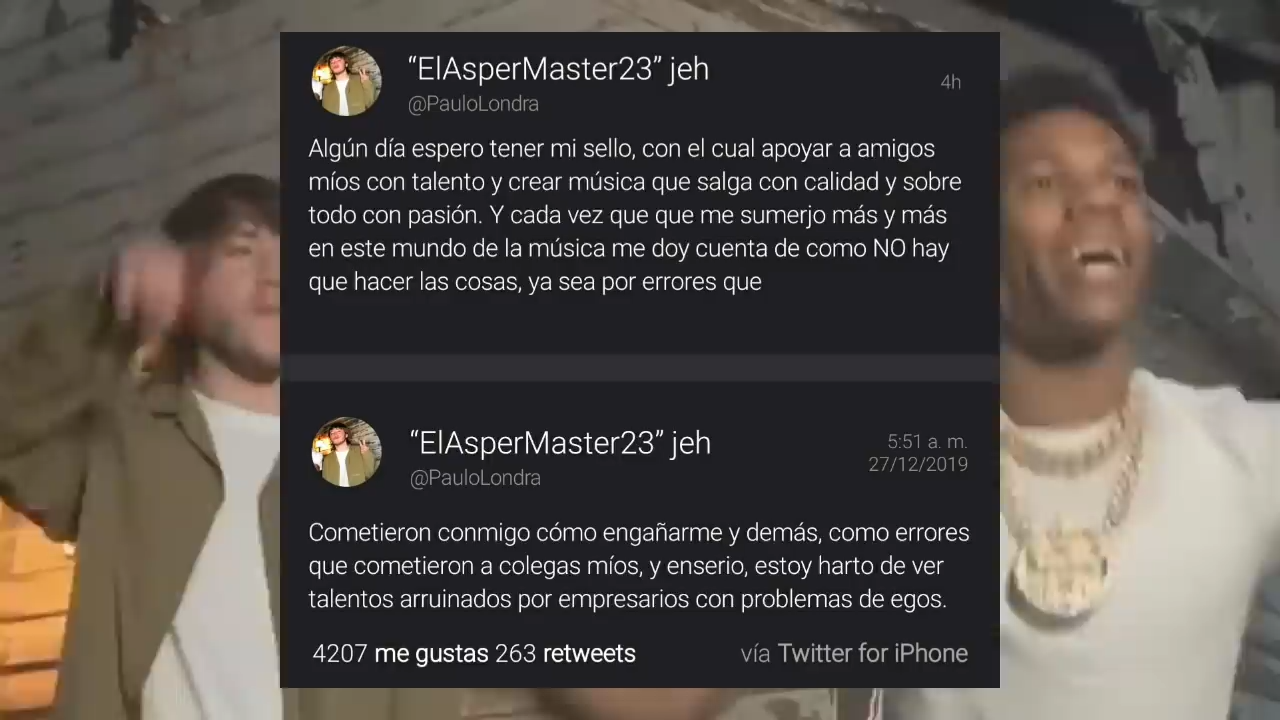 “ElAsperMaster23” jeh
4h
@PauloLondra
Algún día espero tener mi sello, con el cual apoyar a amigos
míos con talento y crear música que salga con calidad y sobre
todo con pasión. Y cada vez que que me sumerjo más y más
en este mundo de la música me doy cuenta de como NO hay
que hacer las cosas, ya sea por errores que
“ElAsperMaster23” jeh
5:51 a. m.
@PauloLondra
27/12/2019
Cometieron conmigo cómo engañarme y demás, como errores
que cometieron a colegas míos, y enserio, estoy harto de ver
talentos arruinados por empresarios con problemas de egos.
4207 me gustas 263 retweets
vía Twitter for iPhone